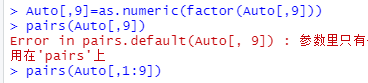 > Auto[,9]=as.numeric(factor(Auto[,9]))
> pairs(Auto[,9])
Error in pairs.default(Auto[, 9]) : 参数里只有
用在'pairs'上
> pairs(Auto[,1:9])